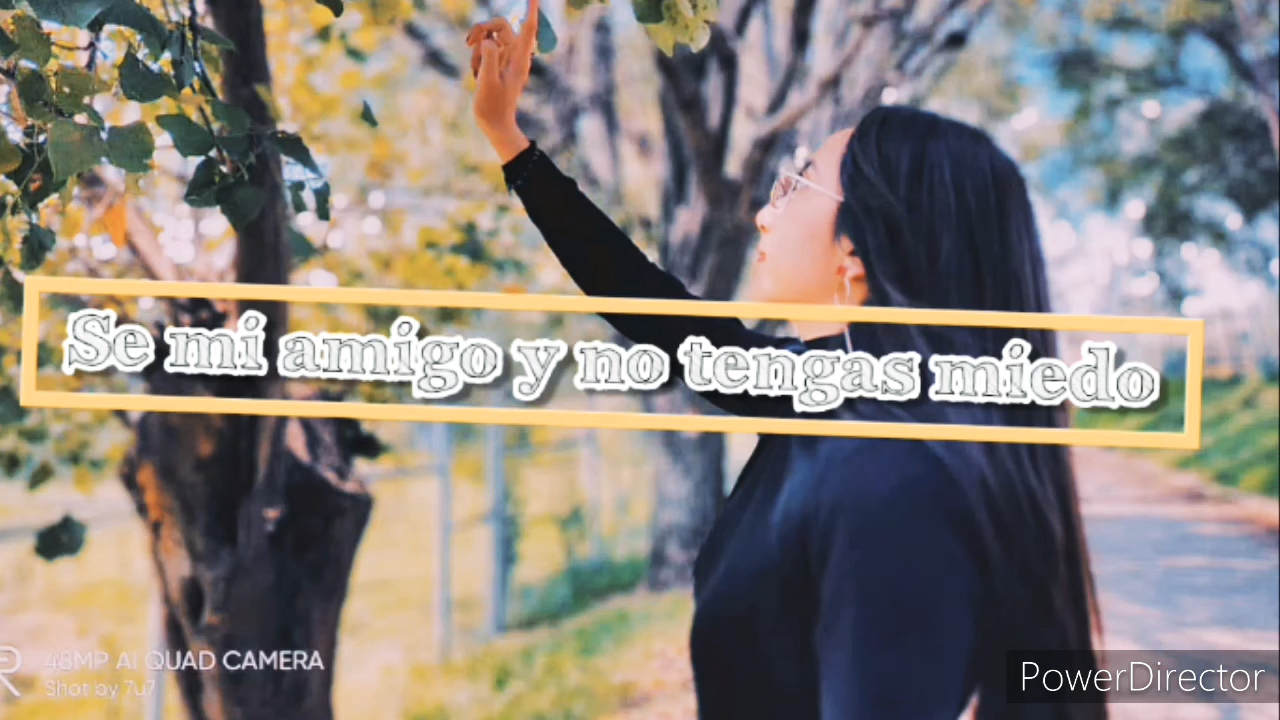 Se mi amigo y no tengas miedo
48MP AI QUAD CAMERA
Shot by 7u7
PowerDirector